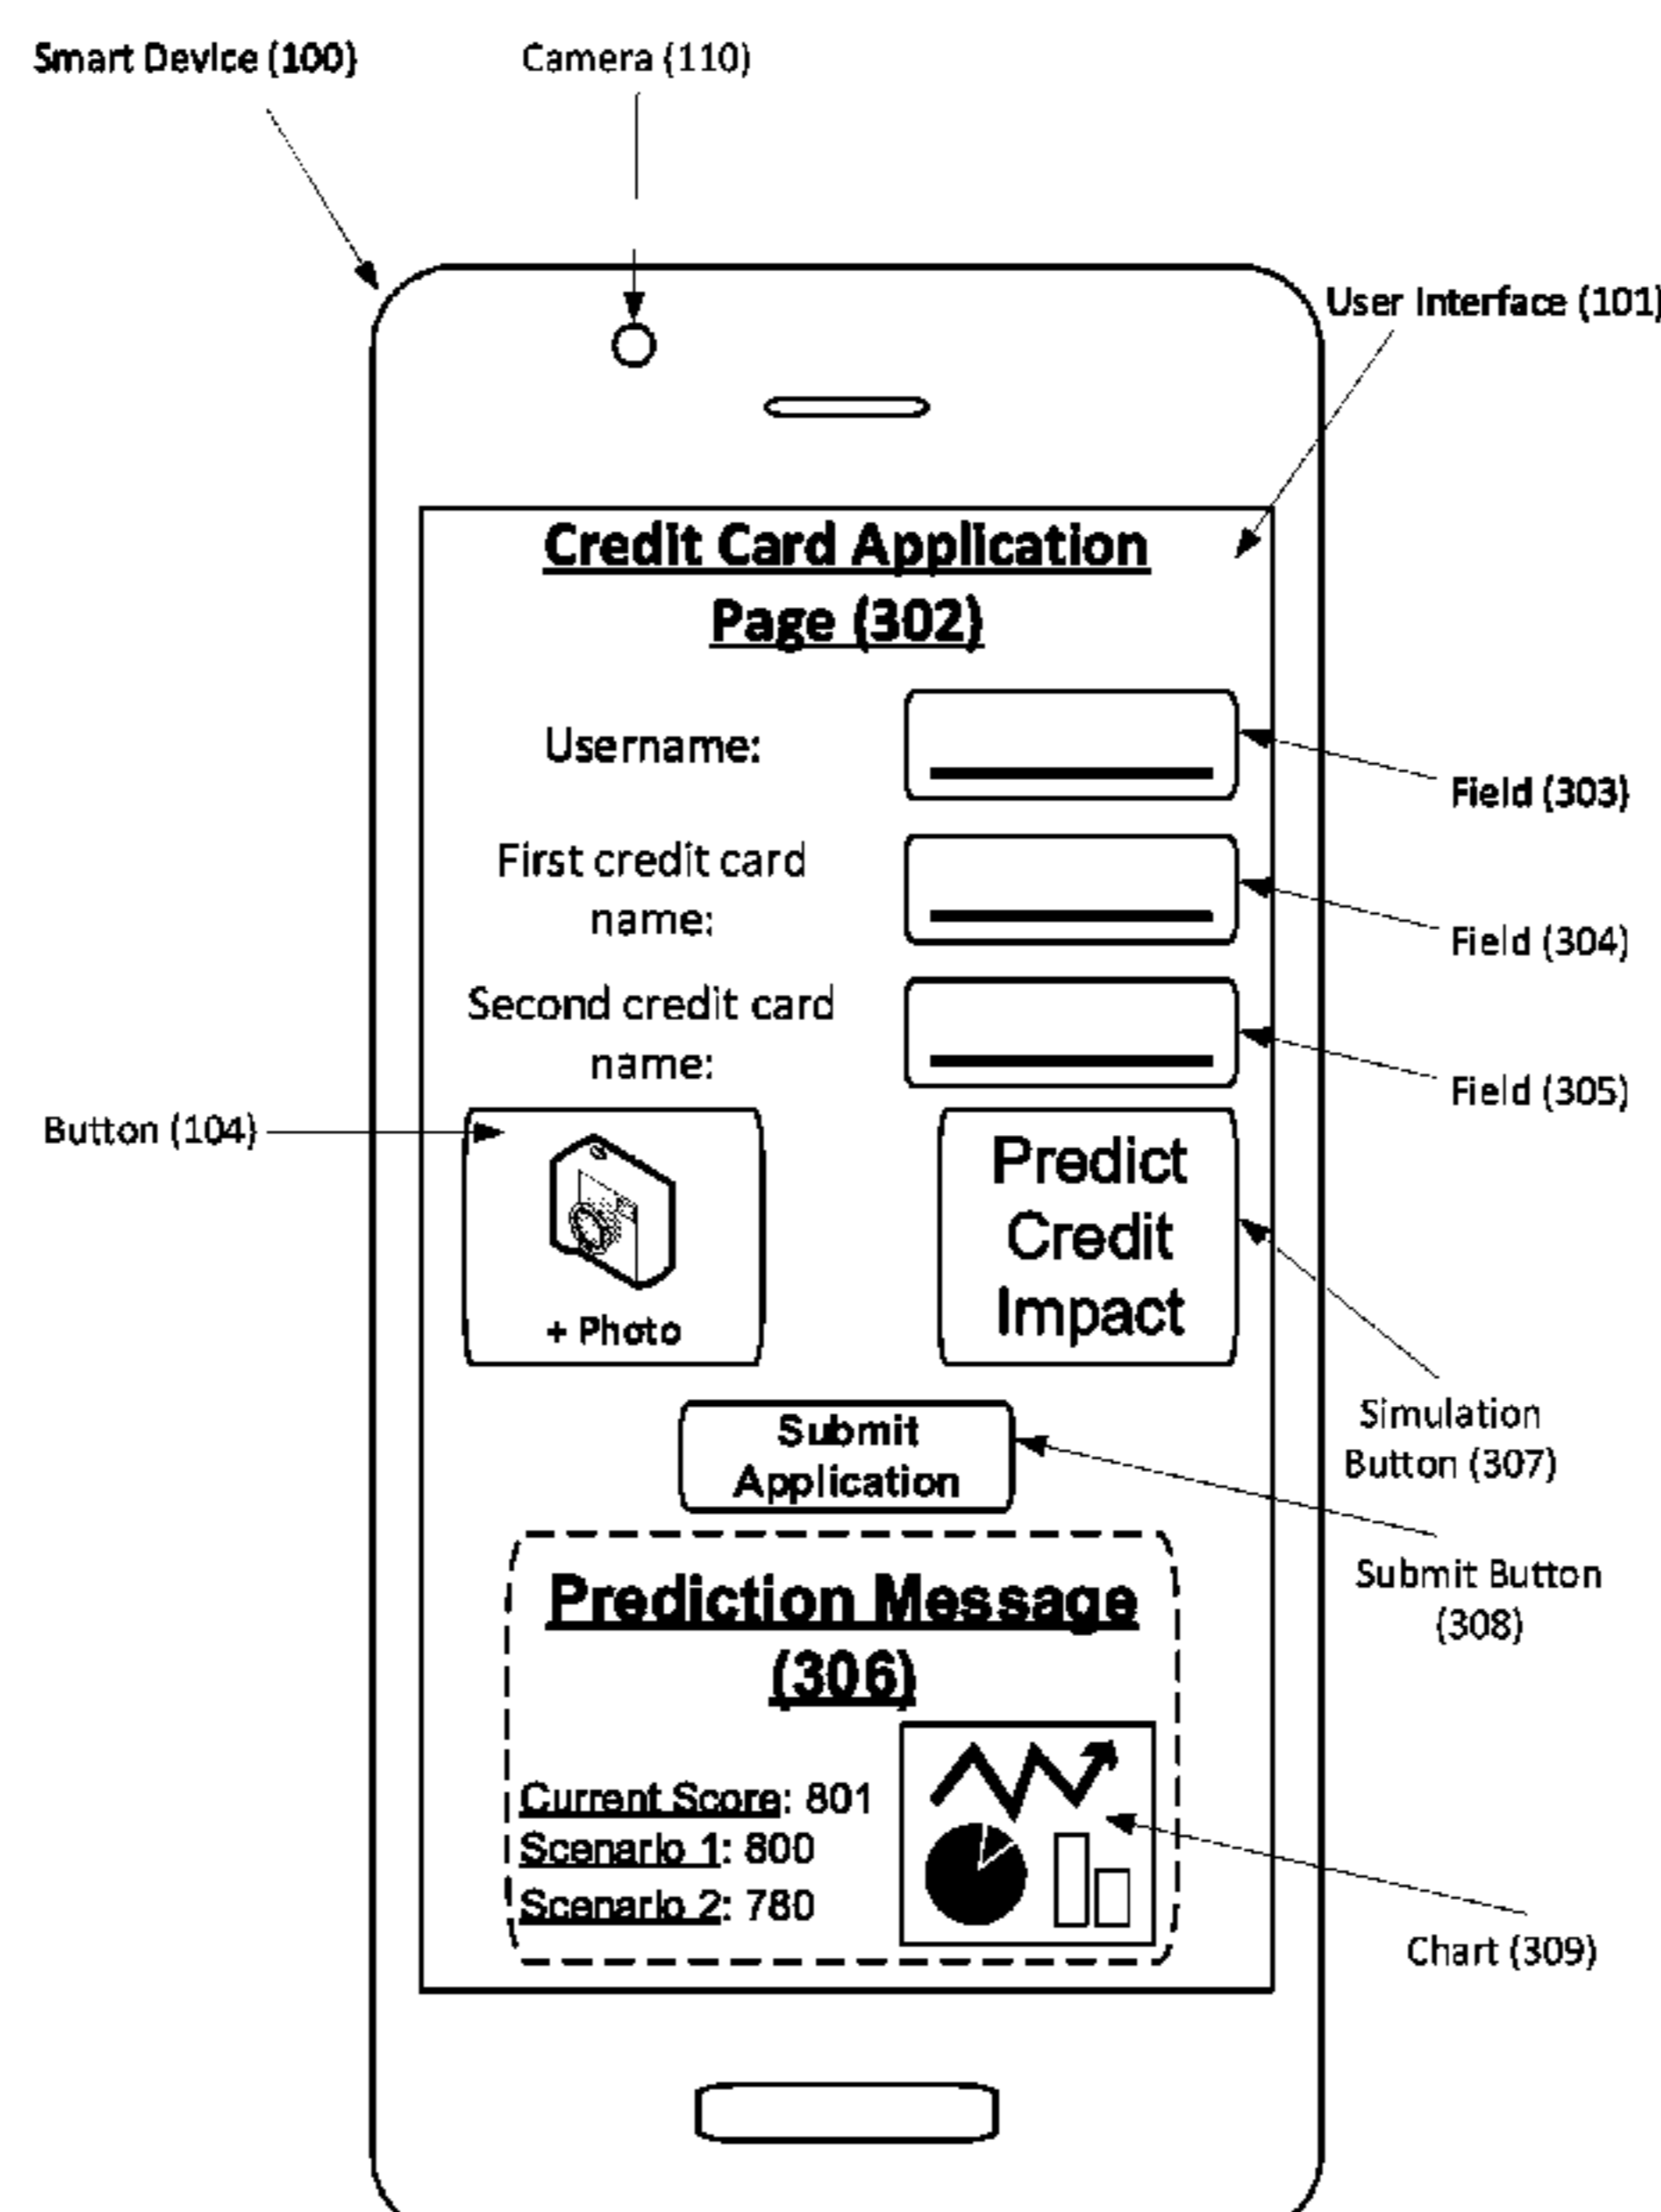 Smart Device (100)
Camera (110)
User Interface (101)
Credit Card Application
Page (302)
Username:
Field (303)
First credit card
name:
Field (304)
Second credit card
name:
Field (305)
Button (104)
+ Photo
Predict
Credit
Impact
Simulation
Button (307)
Submit
Application
Submit Button
(308)
Prediction Message
(306)
Current Score: 801
Scenario 1: 800
Scenario 2: 780
Chart (309)